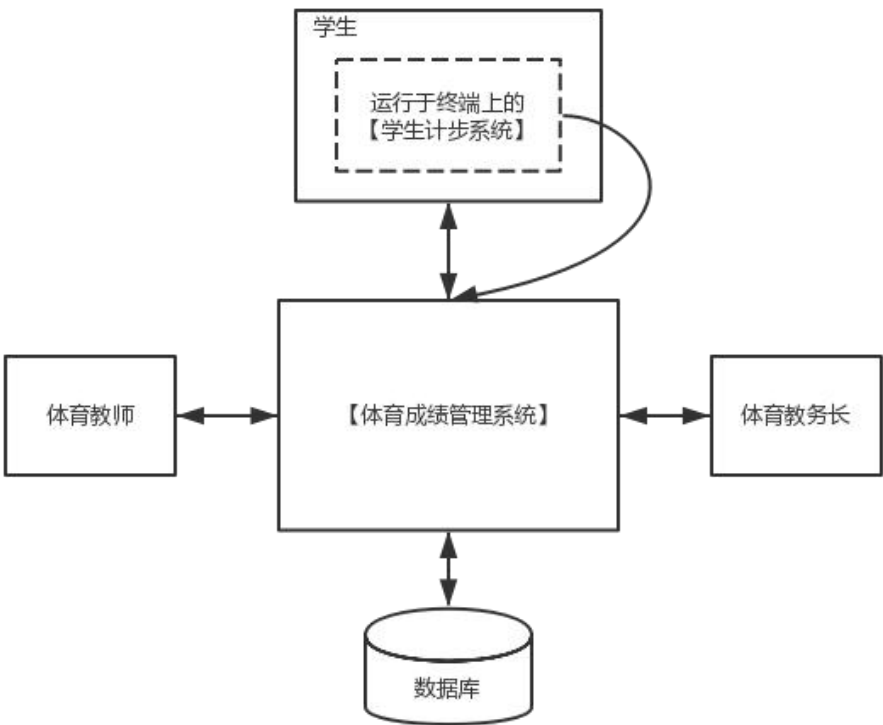 学生
运行于终端上的
【学生计步系统】
体育教师
【体育成绩管理系统】
体育教务长
数据库